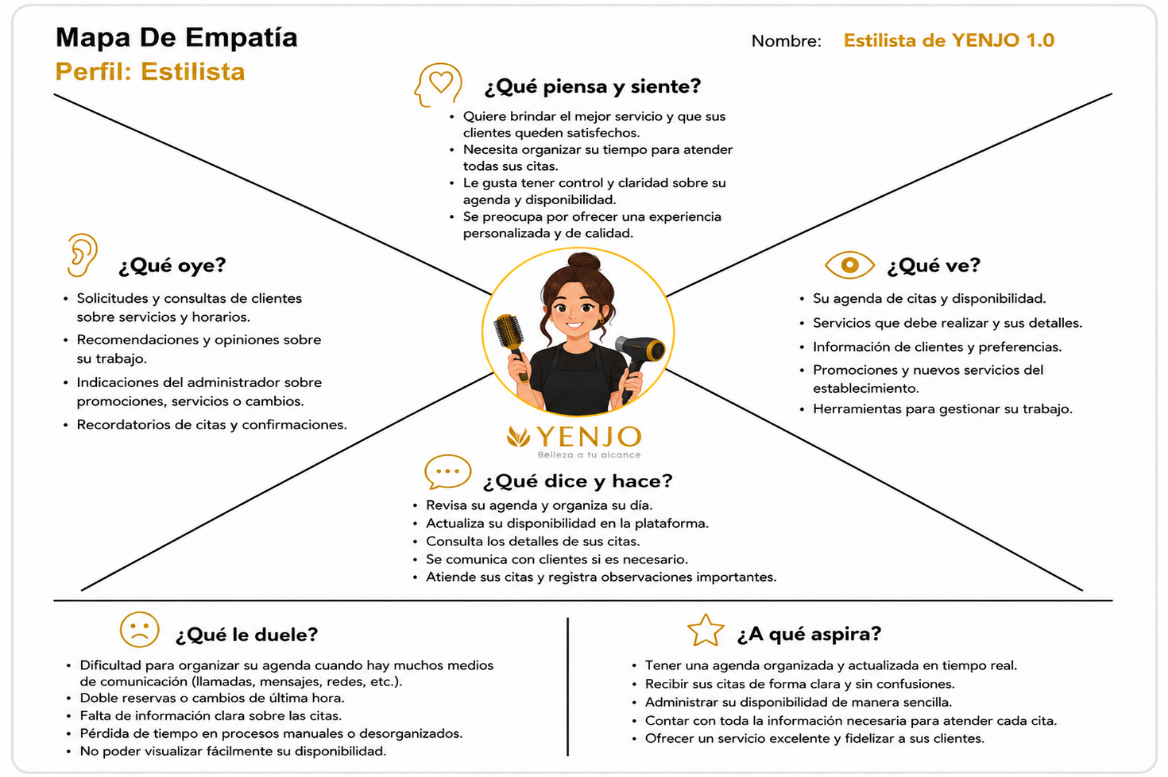 Mapa De Empatía
Perfil: Estilista
Nombre: Estilista de YENJO 1.0
¿Qué piensa y siente?
• Quiere brindar el mejor servicio y que sus
clientes queden satisfechos.
• Necesita organizar su tiempo para atender
todas sus citas.
• Le gusta tener control y claridad sobre su
agenda y disponibilidad.
• Se preocupa por ofrecer una experiencia
personalizada y de calidad.
¿Qué oye?
• Solicitudes y consultas de clientes
sobre servicios y horarios.
• Recomendaciones y opiniones sobre
su trabajo.
• Indicaciones del administrador sobre
promociones, servicios o cambios.
• Recordatorios de citas y confirmaciones.
¿Qué ve?
• Su agenda de citas y disponibilidad.
• Servicios que debe realizar y sus detalles.
• Información de clientes y preferencias.
• Promociones y nuevos servicios del
establecimiento.
• Herramientas para gestionar su trabajo.
YENJO
Belleza a tu alcance
¿Qué dice y hace?
• Revisa su agenda y organiza su día.
• Actualiza su disponibilidad en la plataforma.
• Consulta los detalles de sus citas.
• Se comunica con clientes si es necesario.
• Atiende sus citas y registra observaciones importantes.
¿Qué le duele?
• Dificultad para organizar su agenda cuando hay muchos medios
de comunicación (llamadas, mensajes, redes, etc.).
• Doble reservas o cambios de última hora.
• Falta de información clara sobre las citas.
• Pérdida de tiempo en procesos manuales o desorganizados.
• No poder visualizar fácilmente su disponibilidad.
¿A qué aspira?
• Tener una agenda organizada y actualizada en tiempo real.
• Recibir sus citas de forma clara y sin confusiones.
• Administrar su disponibilidad de manera sencilla.
• Contar con toda la información necesaria para atender cada cita.
• Ofrecer un servicio excelente y fidelizar a sus clientes.